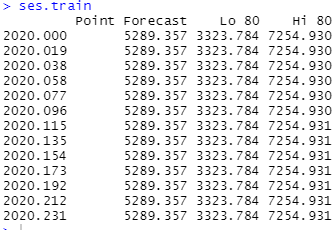 > ses.train
Point Forecast Lo 80 Hi 80
2020.000 5289.357 3323.784 7254.930
2020.019 5289.357 3323.784 7254.930
2020.038 5289.357 3323.784 7254.930
2020.058 5289.357 3323.784 7254.930
2020.077 5289.357 3323.784 7254.930
2020.096 5289.357 3323.784 7254.930
2020.115 5289.357 3323.784 7254.931
2020.135 5289.357 3323.784 7254.931
2020.154 5289.357 3323.784 7254.931
2020.173 5289.357 3323.784 7254.931
2020.192 5289.357 3323.784 7254.931
2020.212 5289.357 3323.784 7254.931
2020.231 5289.357 3323.784 7254.931
>